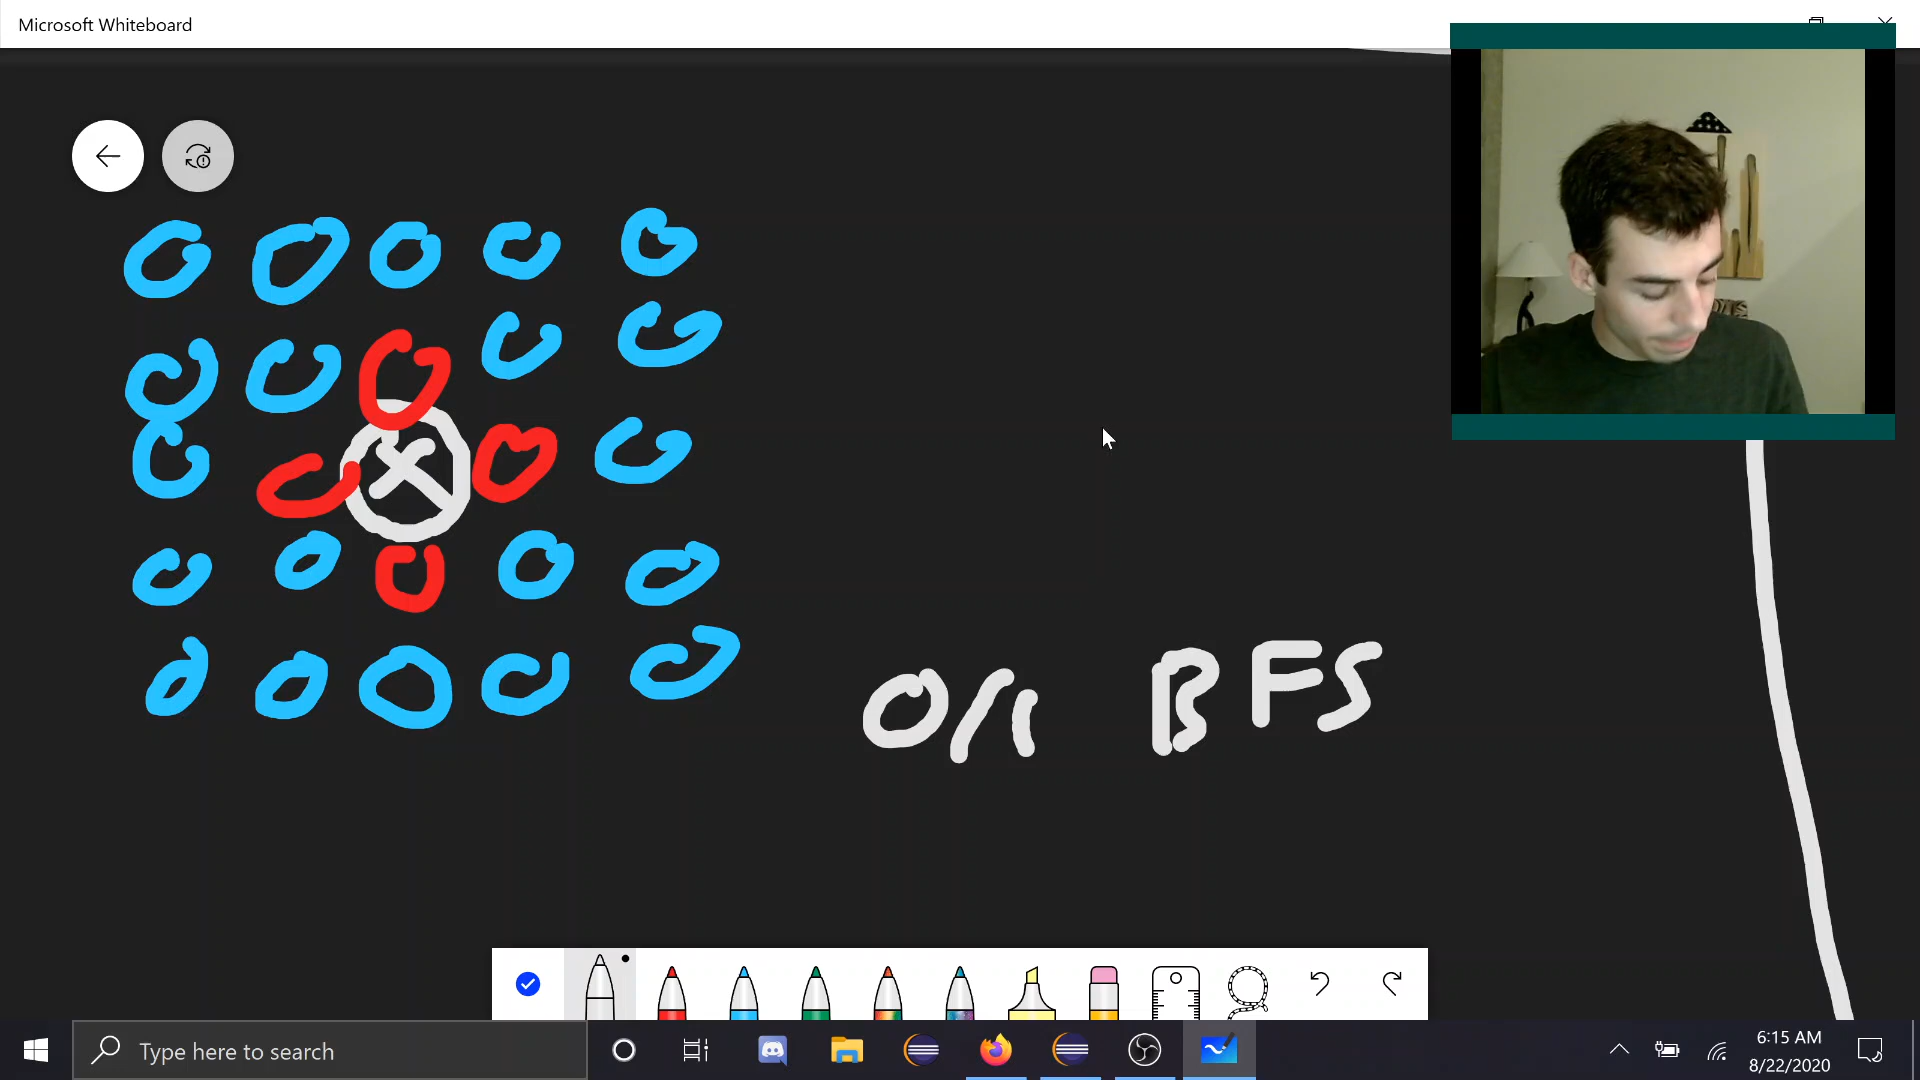 Microsoft Whiteboard
0/1 BFS
Type here to search
6:15 AM
8/22/2020